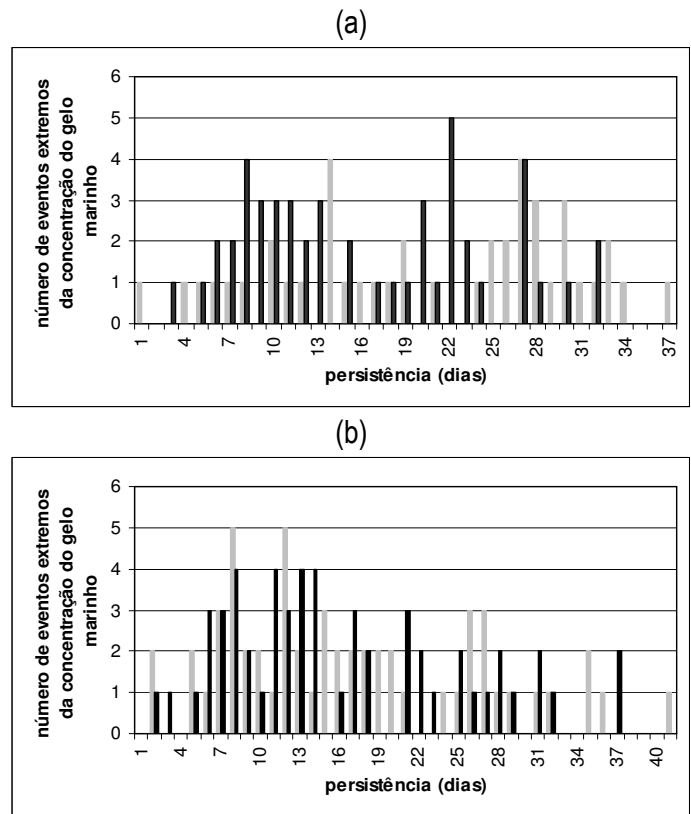 (a)
número de eventos extremos
da concentração do gelo
marinho
6
5
4
3
2
1
0
1 4 7 10 13 16 19 22 25 28 31 34 37
persistência (dias)
(b)
número de eventos extremos
da concentração do gelo
marinho
6
5
4
3
2
1
0
1 4 7 10 13 16 19 22 25 28 31 34 37 40
persistência (dias)